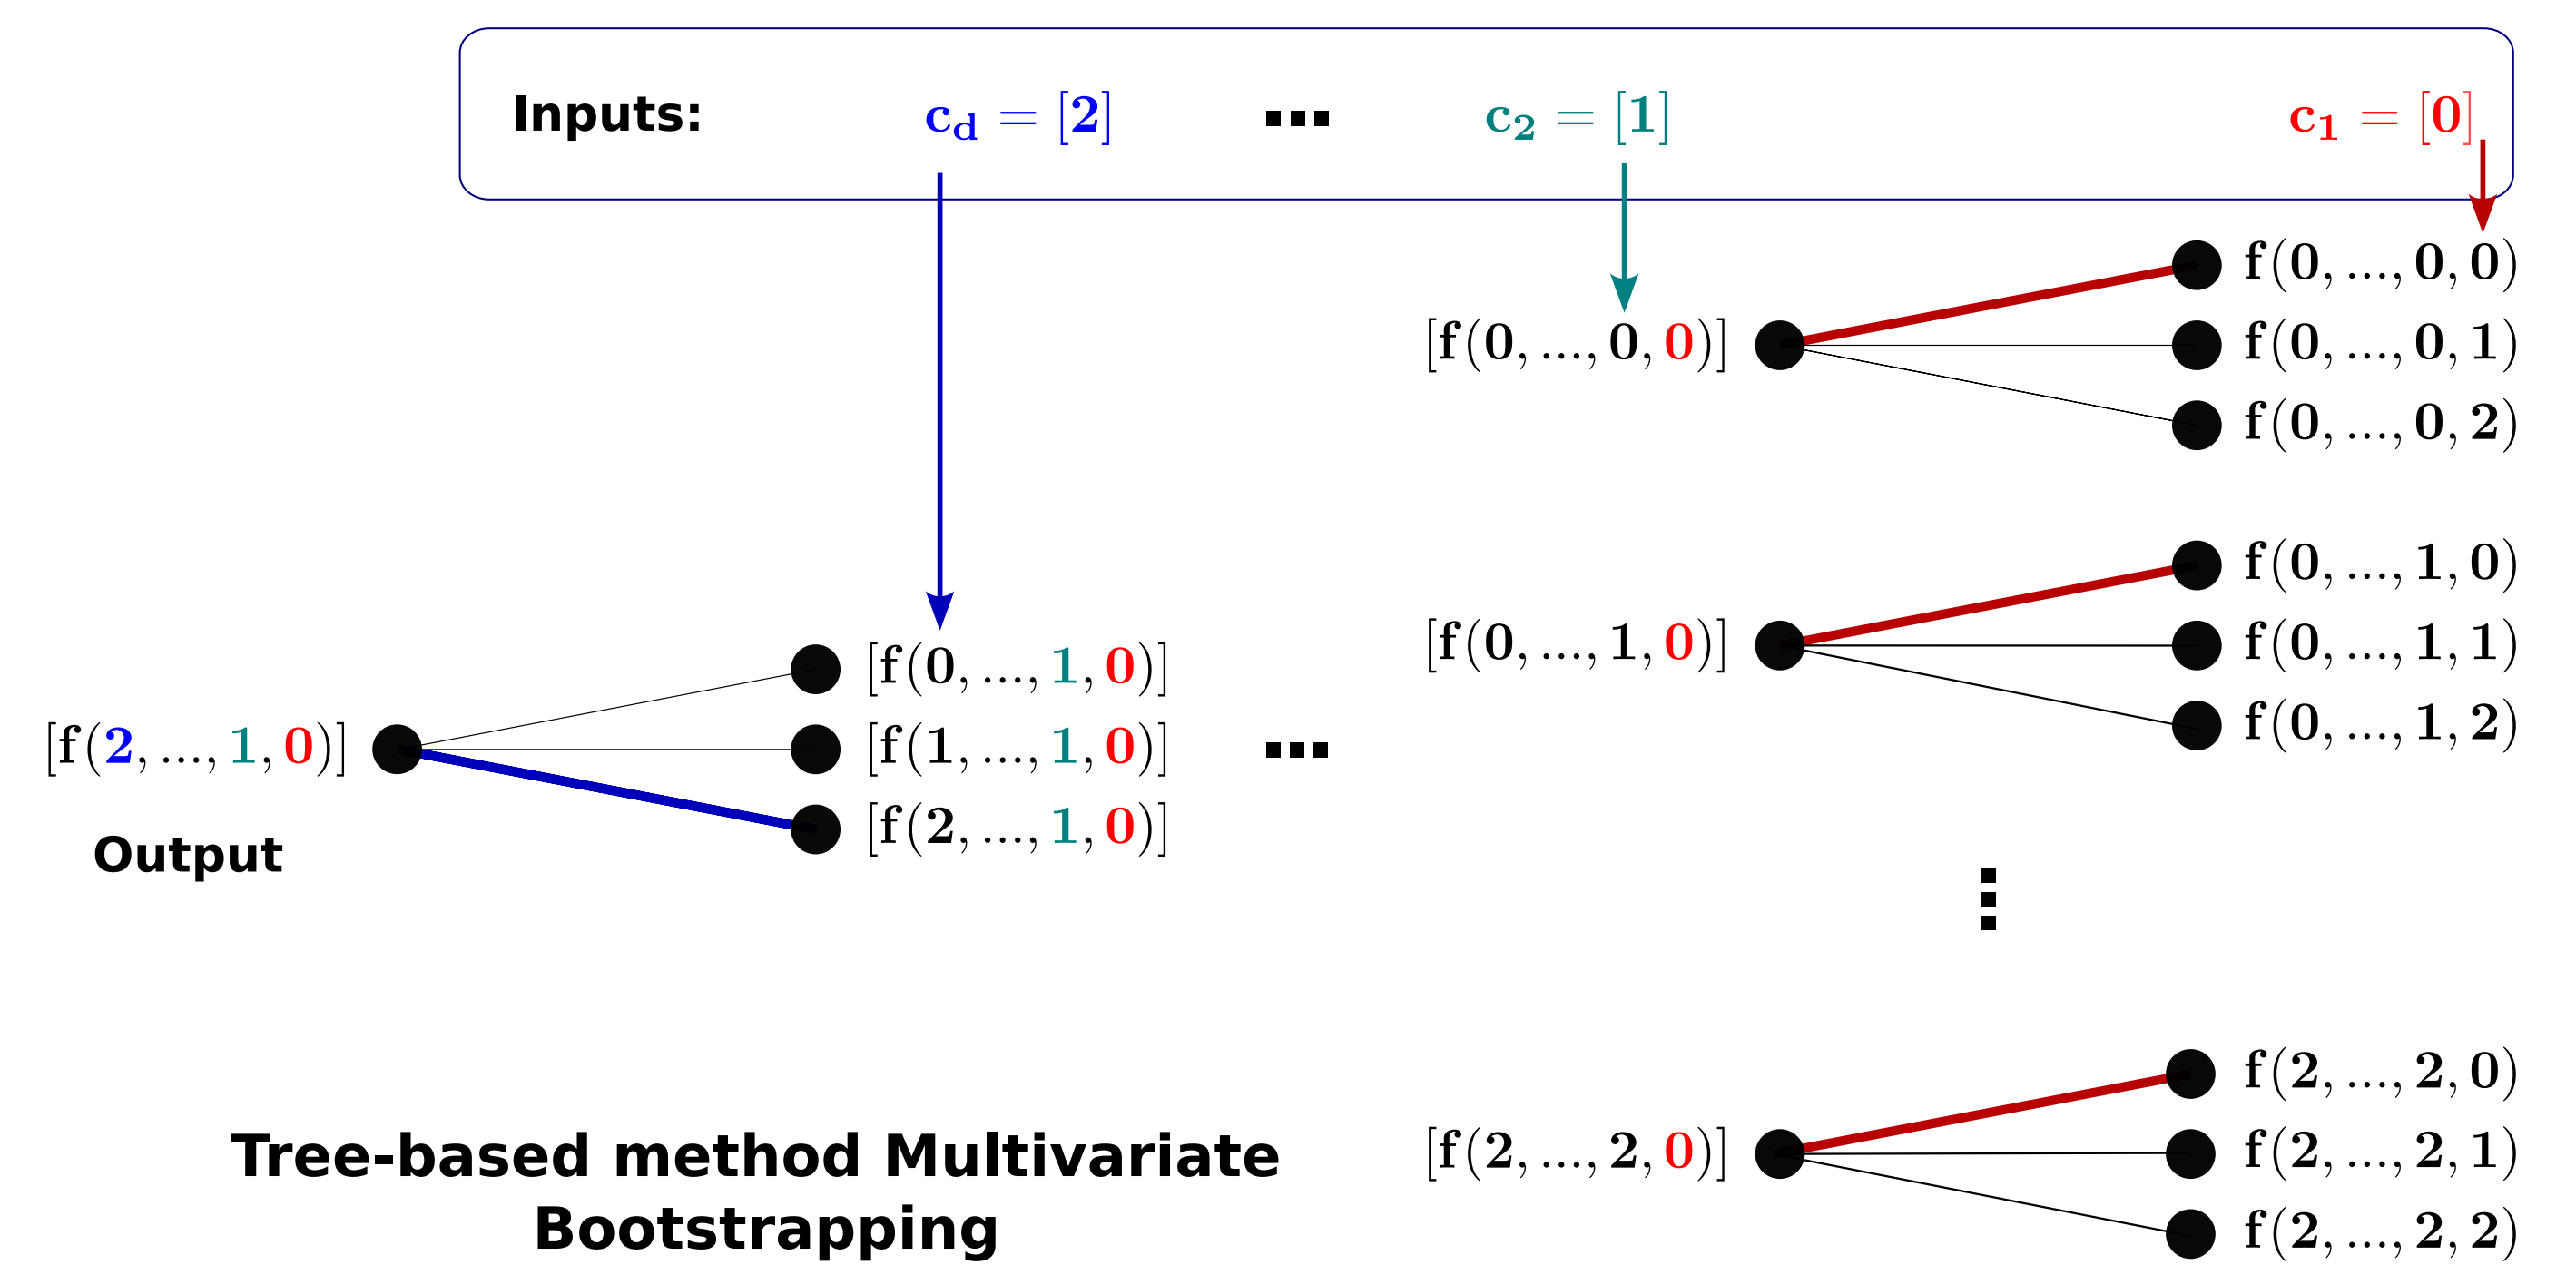 Inputs: c_d = [2] ... c_2 = [1] c_1 = [0]
f(0, ..., 0, 0)
[f(0, ..., 0, 0)] f(0, ..., 0, 1)
f(0, ..., 0, 2)
f(0, ..., 1, 0)
[f(0, ..., 1, 0)] f(0, ..., 1, 1)
f(0, ..., 1, 2)
[f(0, ..., 1, 0)]
[f(2, ..., 1, 0)] [f(1, ..., 1, 0)] ...
[f(2, ..., 1, 0)]
Output
f(2, ..., 2, 0)
[f(2, ..., 2, 0)] f(2, ..., 2, 1)
f(2, ..., 2, 2)
Tree-based method Multivariate
Bootstrapping